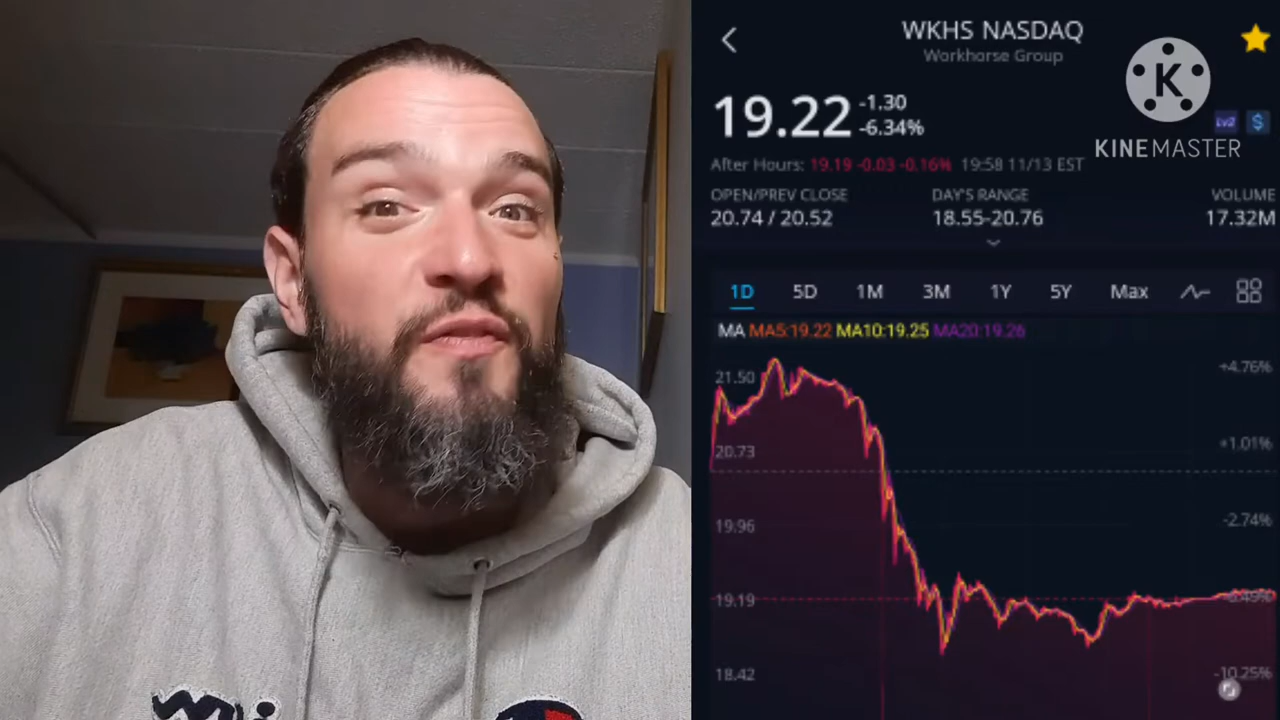 WKHS NASDAQ
Workhorse Group
19.22
-1.30
-6.34%
K
KINEMASTER
LV2 $
After Hours: 19.19 -0.03 -0.16% 19:58 11/13 EST
OPEN/PREV CLOSE DAY'S RANGE VOLUME
20.74 / 20.52 18.55-20.76 17.32M
1D 5D 1M 3M 1Y 5Y Max
MA MA5:19.22 MA10:19.25 MA20:19.26
21.50 +4.76%
20.73 +1.01%
19.96 -2.74%
19.19
18.42 -10.25%